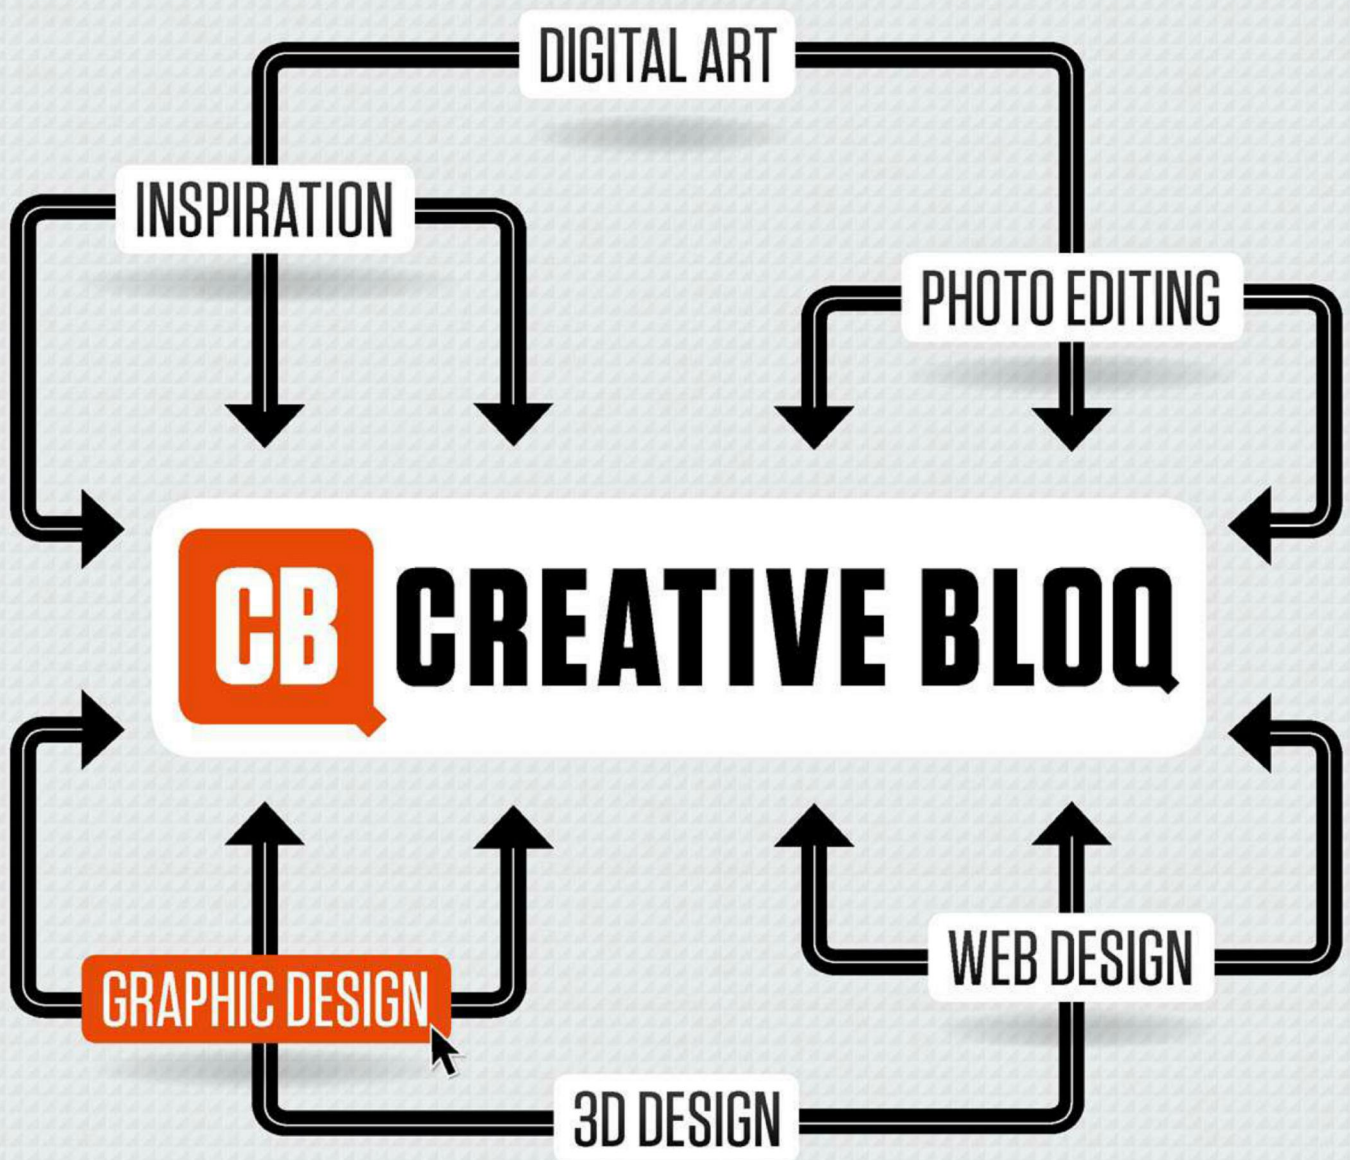 DIGITAL ART
INSPIRATION
PHOTO EDITING
CB CREATIVE BLOQ
GRAPHIC DESIGN
WEB DESIGN
3D DESIGN